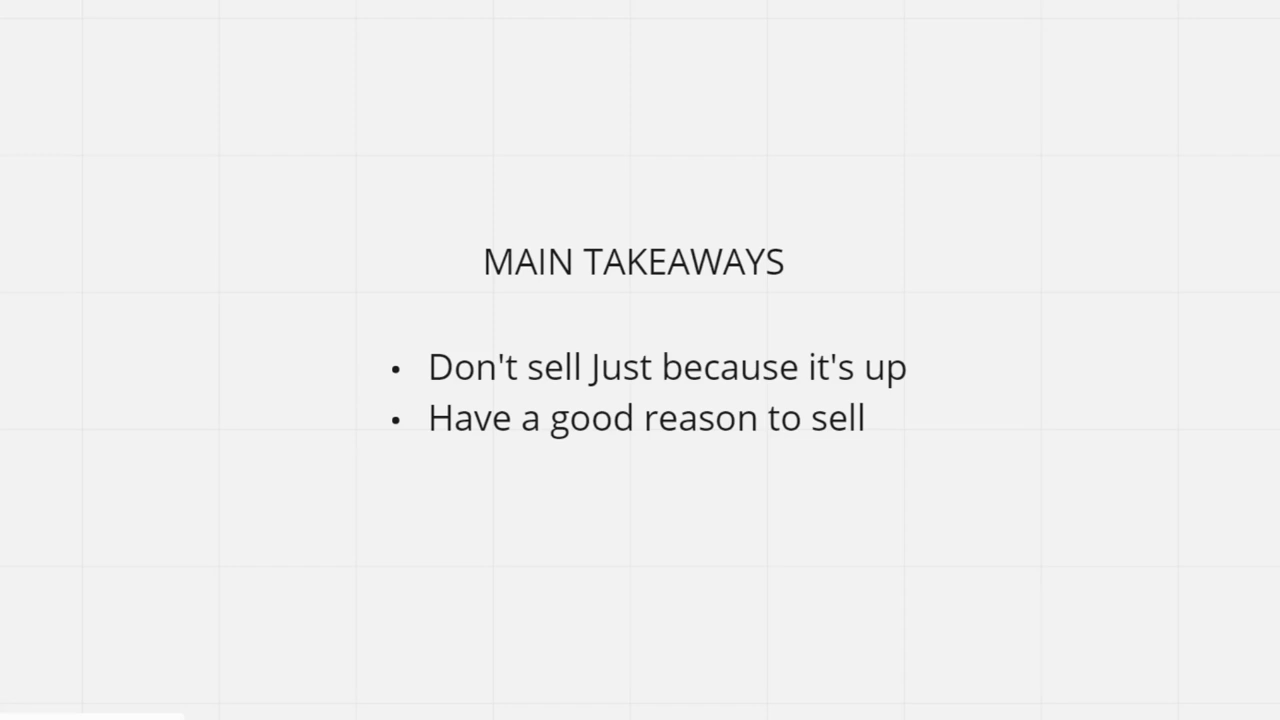 MAIN TAKEAWAYS
• Don't sell Just because it's up
• Have a good reason to sell